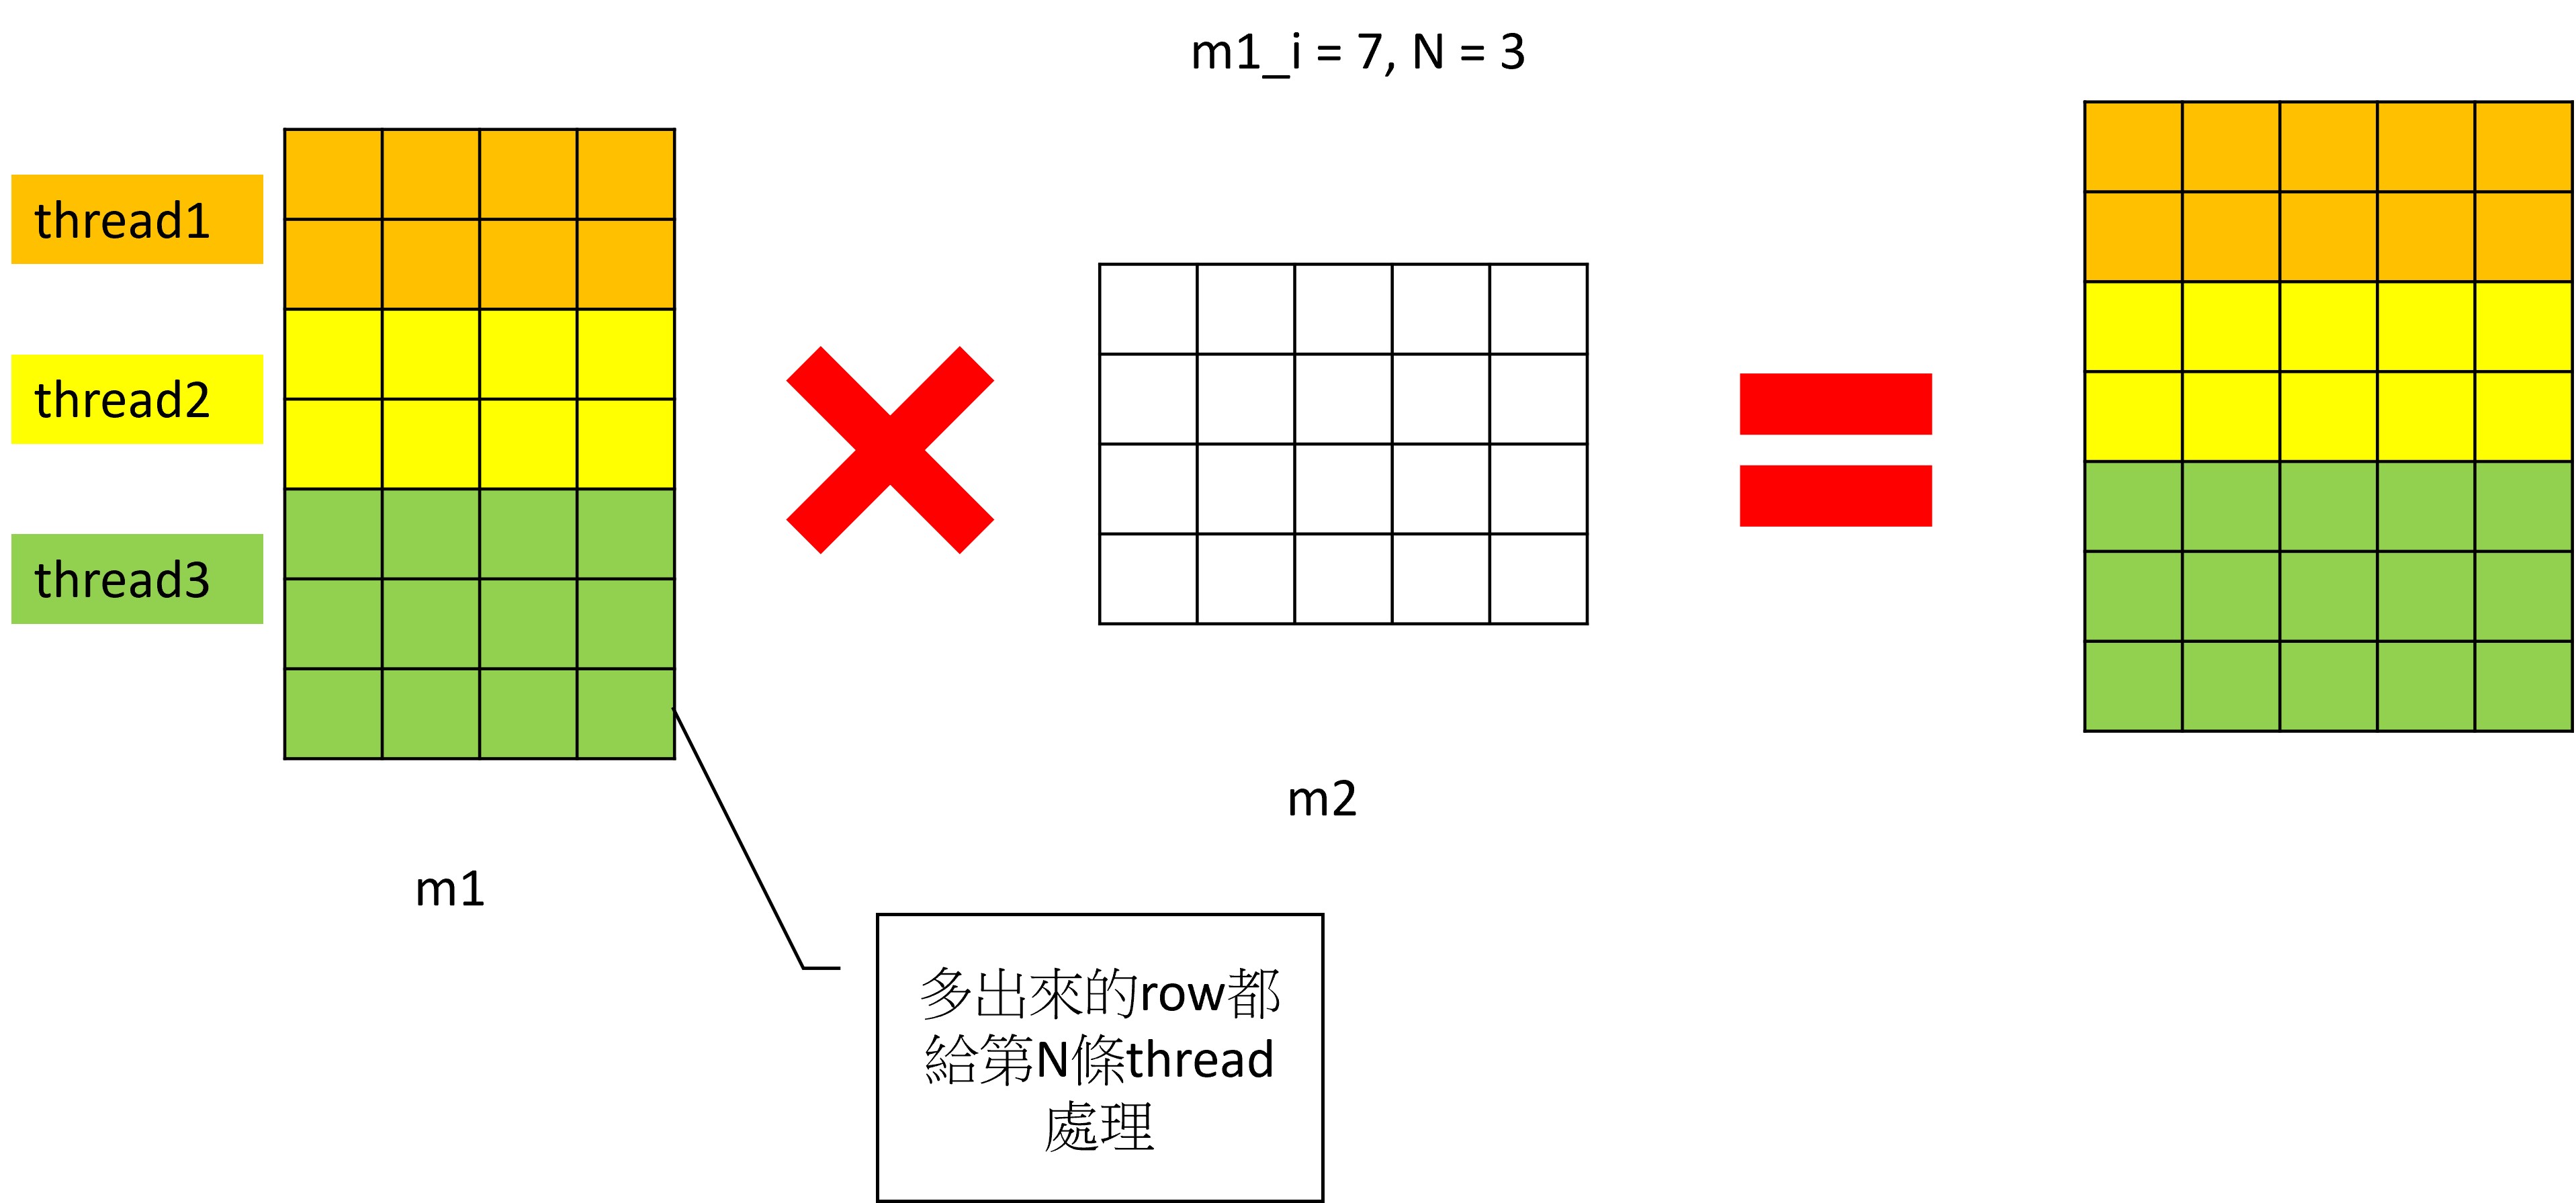 m1_i = 7, N = 3
thread1
thread2
thread3
m2
m1
多出來的row都
給第N條thread
處理